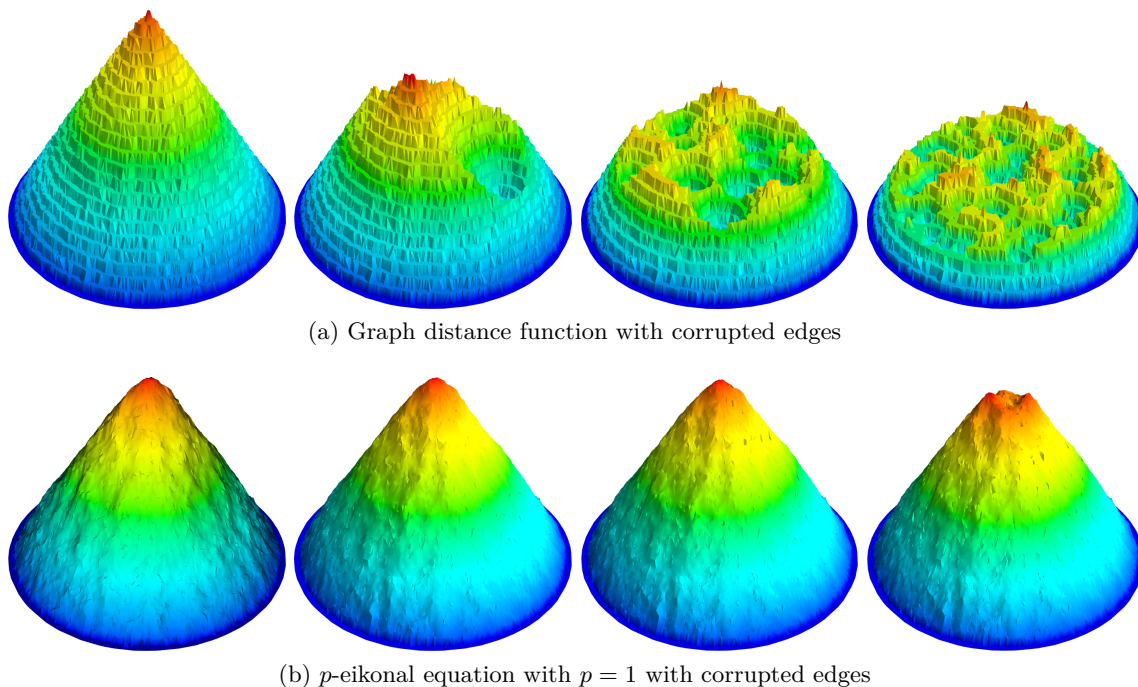 (a) Graph distance function with corrupted edges
(b) p-eikonal equation with p = 1 with corrupted edges